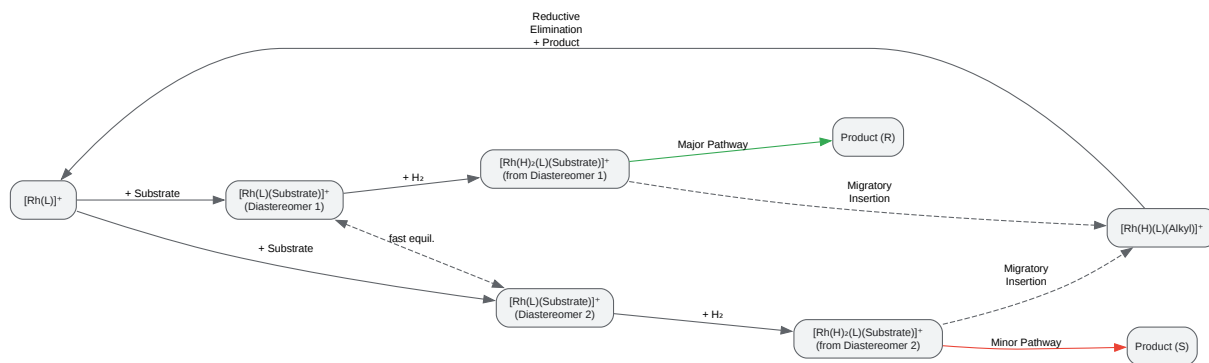 Reductive
Elimination
+ Product
Product (R)
Major Pathway
[Rh(H)₂(L)(Substrate)]⁺
(from Diastereomer 1)
+ H₂
Migratory
Insertion
[Rh(L)]⁺
+ Substrate
[Rh(L)(Substrate)]⁺
(Diastereomer 1)
[Rh(H)(L)(Alkyl)]⁺
fast equil.
+ Substrate
Migratory
Insertion
[Rh(L)(Substrate)]⁺
(Diastereomer 2)
+ H₂
[Rh(H)₂(L)(Substrate)]⁺
(from Diastereomer 2)
Minor Pathway
Product (S)